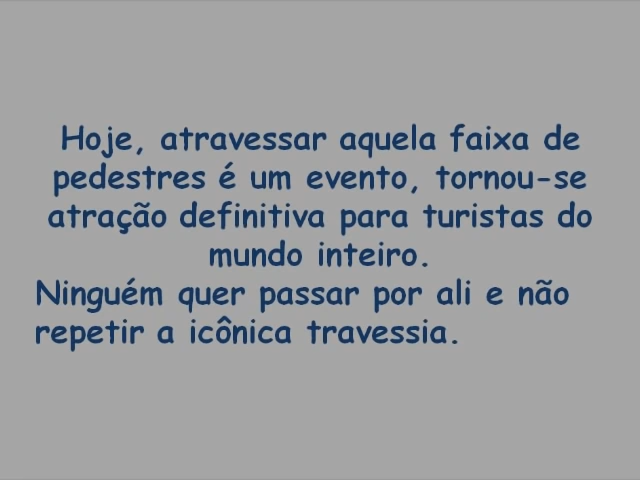 Hoje, atravessar aquela faixa de
pedestres é um evento, tornou-se
atração definitiva para turistas do
mundo inteiro.
Ninguém quer passar por ali e não
repetir a icônica travessia.